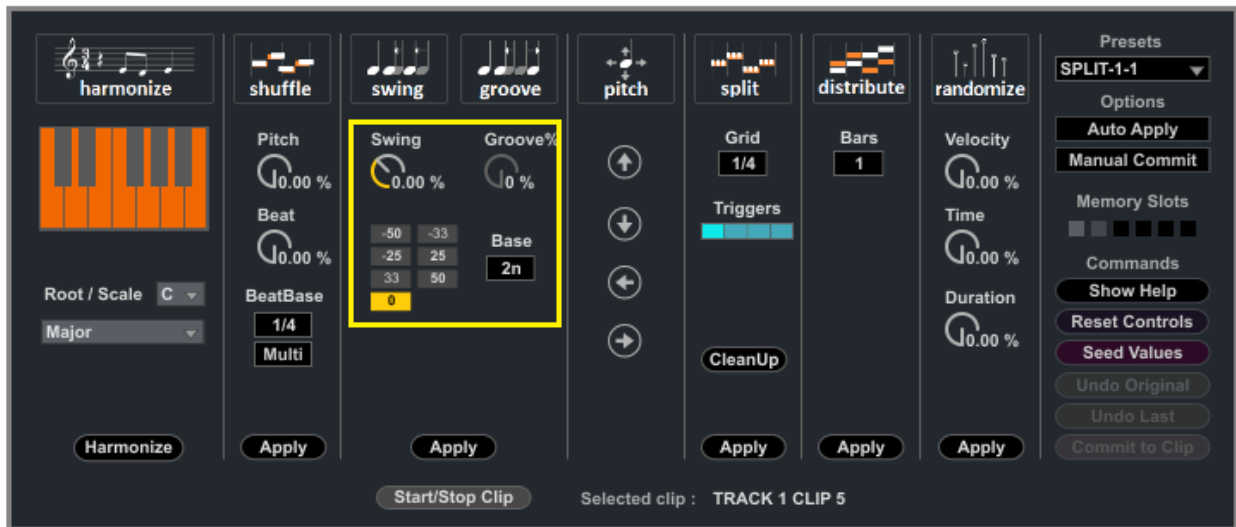 harmonize
shuffle
swing
groove
pitch
split
distribute
randomize
Presets
SPLIT-1-1
Options
Auto Apply
Manual Commit
Memory Slots
Commands
Show Help
Reset Controls
Seed Values
Undo Original
Undo Last
Commit to Clip
Root / Scale C
Major
Harmonize
Pitch
0.00 %
Beat
0.00 %
BeatBase
1/4
Multi
Apply
Swing
0.00 %
Groove%
0 %
-50 -33
-25 25
33 50
0
Base
2n
Apply
Grid
1/4
Triggers
CleanUp
Apply
Bars
1
Apply
Velocity
0.00 %
Time
0.00 %
Duration
0.00 %
Apply
Start/Stop Clip
Selected clip : TRACK 1 CLIP 5